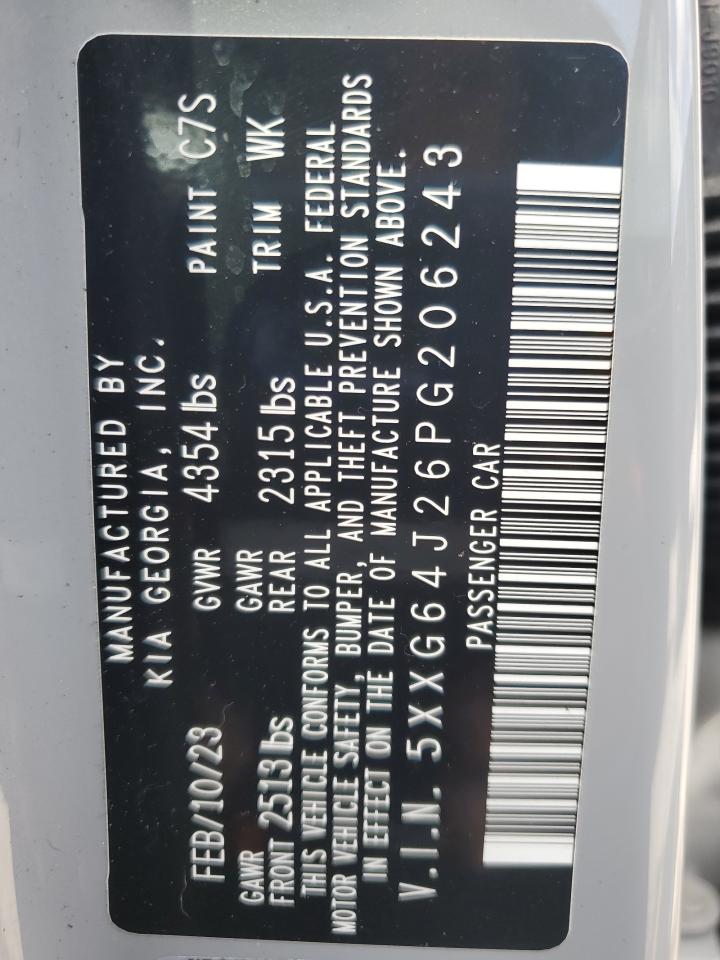 MANUFACTURED BY
KIA GEORGIA, INC.
FEB/10/23 GVWR 4354 lbs PAINT C7S
GAWR GAWR
FRONT 2513 lbs REAR 2315 lbs TRIM WK
THIS VEHICLE CONFORMS TO ALL APPLICABLE U.S.A. FEDERAL
MOTOR VEHICLE SAFETY, BUMPER, AND THEFT PREVENTION STANDARDS
IN EFFECT ON THE DATE OF MANUFACTURE SHOWN ABOVE.
V.I.N. 5XXG64J26PG206243
PASSENGER CAR